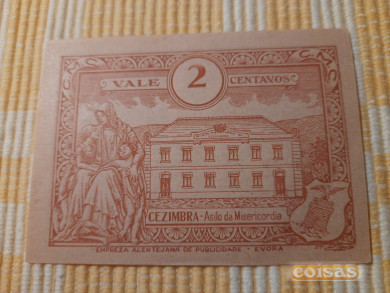 C.M.S.
C.M.S.
VALE 2 CENTAVOS
CEZIMBRA - Asilo da Misericordia
EMPREZA ALENTEJANA DE PUBLICIDADE - EVORA
coisas